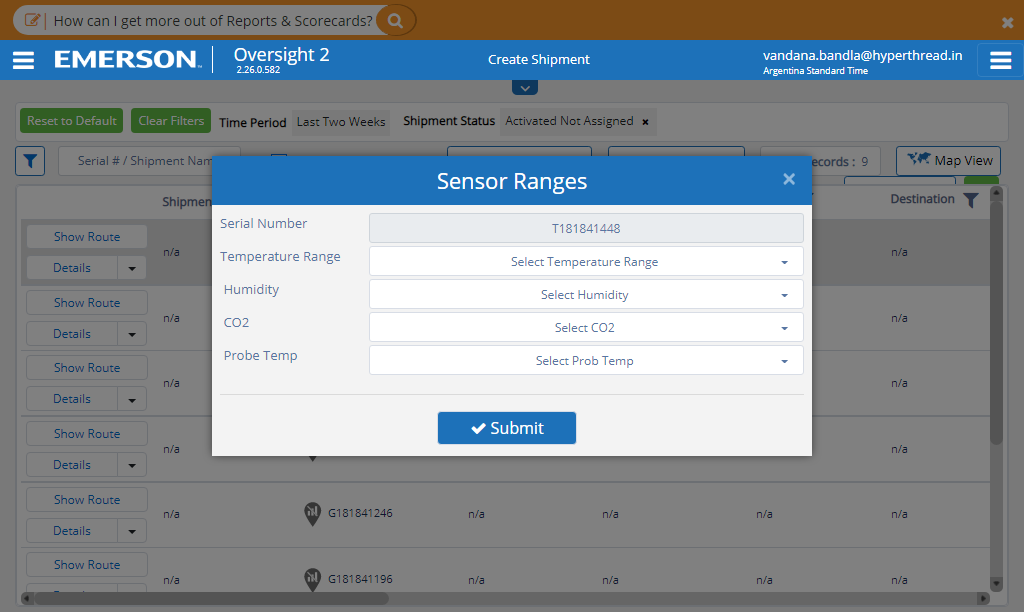 How can I get more out of Reports & Scorecards?
EMERSON
Oversight 2
2.26.0.582
Create Shipment
vandana.bandla@hyperthread.in
Argentina Standard Time
Reset to Default
Clear Filters
Time Period
Last Two Weeks
Shipment Status
Activated Not Assigned ×
Serial # / Shipment Nam
ecords : 9
Map View
Sensor Ranges ×
Shipmen
Destination
Serial Number
T181841448
Temperature Range
Select Temperature Range
Humidity
Select Humidity
CO2
Select CO2
Probe Temp
Select Prob Temp
Submit
Show Route
Details
n/a
n/a
Show Route
Details
n/a
n/a
Show Route
Details
n/a
n/a
Show Route
Details
n/a
n/a
Show Route
Details
n/a
G181841246
n/a
n/a
n/a
n/a
Show Route
n/a
G181841196
n/a
n/a
n/a
n/a